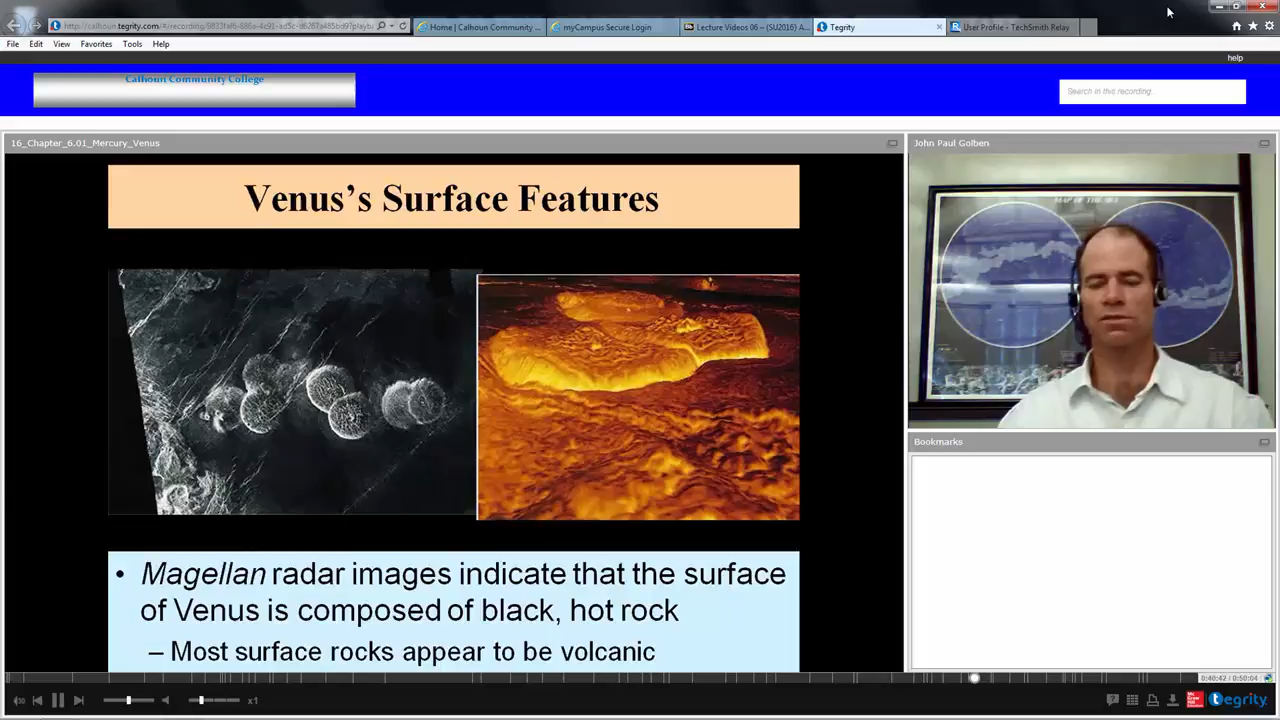 tegrity.com
Home | Calhoun Community ...
myCampus Secure Login
Lecture Videos 06 – (SU2016) A...
Tegrity
User Profile - TechSmith Relay
File Edit View Favorites Tools Help
help
Calhoun Community College
Search in this recording..
16_Chapter_6.01_Mercury_Venus
John Paul Golben
Venus's Surface Features
Bookmarks
• Magellan radar images indicate that the surface
of Venus is composed of black, hot rock
– Most surface rocks appear to be volcanic
0:40:42 / 0:50:04
x1
tegrity